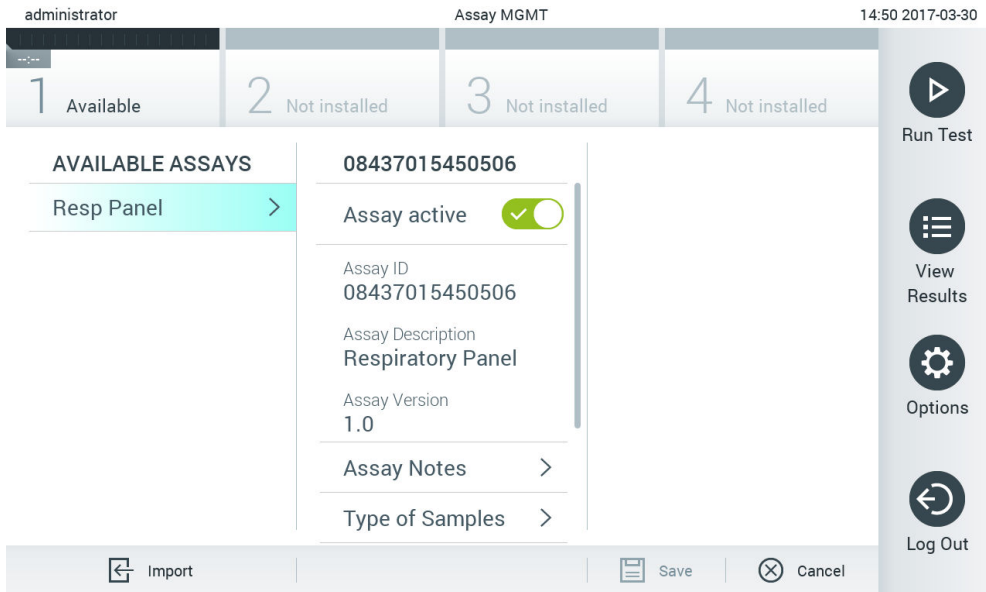 administrator Assay MGMT 14:50 2017-03-30
--:--
1 Available 2 Not installed 3 Not installed 4 Not installed
Run Test
AVAILABLE ASSAYS
Resp Panel
08437015450506
Assay active
Assay ID
08437015450506
Assay Description
Respiratory Panel
Assay Version
1.0
Assay Notes
Type of Samples
View
Results
Options
Log Out
Import Save Cancel